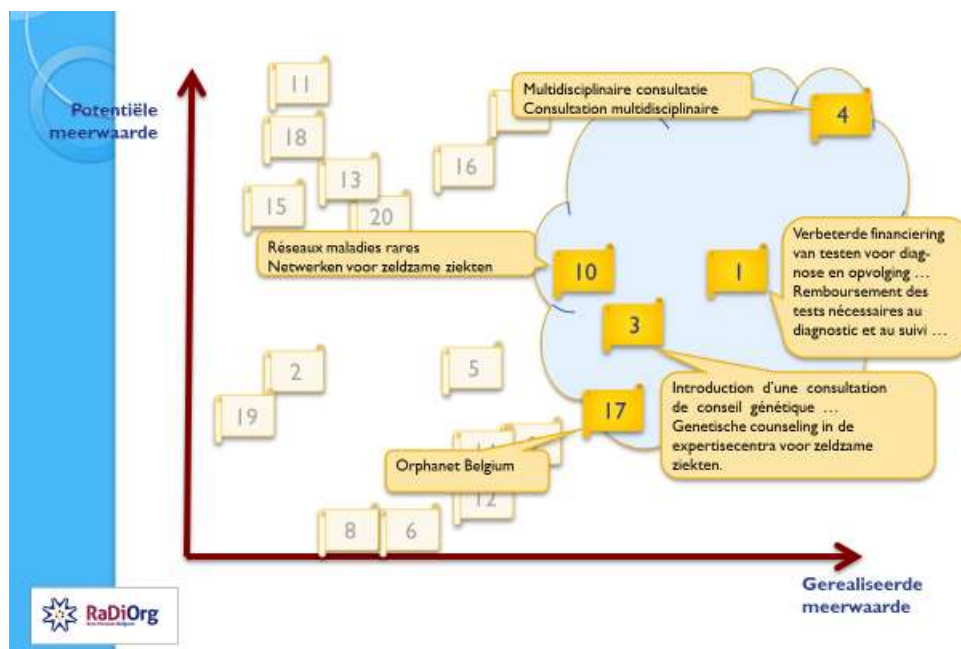 Potentiële
meerwaarde
11
Multidisciplinaire consultatie
Consultation multidisciplinaire
4
18
16
13
15
20
Réseaux maladies rares
Netwerken voor zeldzame ziekten
10
1
Verbeterde financiering
van testen voor diag-
nose en opvolging ...
Remboursement des
tests nécessaires au
diagnostic et au suivi ...
3
2
5
19
17
Introduction d'une consultation
de conseil génétique ...
Genetische counseling in de
expertisecentra voor zeldzame
ziekten.
Orphanet Belgium
12
8
6
Gerealiseerde
meerwaarde
RaDiOrg